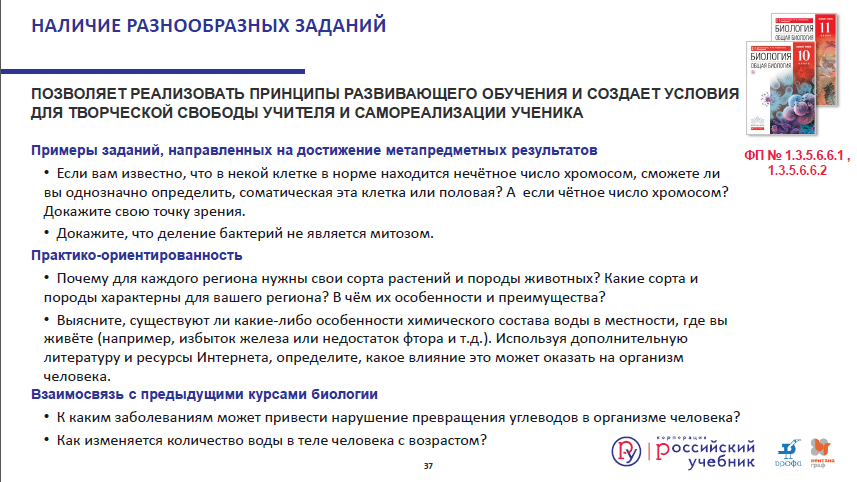 НАЛИЧИЕ РАЗНООБРАЗНЫХ ЗАДАНИЙ
ПОЗВОЛЯЕТ РЕАЛИЗОВАТЬ ПРИНЦИПЫ РАЗВИВАЮЩЕГО ОБУЧЕНИЯ И СОЗДАЕТ УСЛОВИЯ
ДЛЯ ТВОРЧЕСКОЙ СВОБОДЫ УЧИТЕЛЯ И САМОРЕАЛИЗАЦИИ УЧЕНИКА
БИОЛОГИЯ 11
ОБЩАЯ БИОЛОГИЯ
БИОЛОГИЯ 10
ОБЩАЯ БИОЛОГИЯ
ФП № 1.3.5.6.6.1 ,
1.3.5.6.6.2
Примеры заданий, направленных на достижение метапредметных результатов
• Если вам известно, что в некой клетке в норме находится нечётное число хромосом, сможете ли
вы однозначно определить, соматическая эта клетка или половая? А если чётное число хромосом?
Докажите свою точку зрения.
• Докажите, что деление бактерий не является митозом.
Практико-ориентированность
• Почему для каждого региона нужны свои сорта растений и породы животных? Какие сорта и
породы характерны для вашего региона? В чём их особенности и преимущества?
• Выясните, существуют ли какие-либо особенности химического состава воды в местности, где вы
живёте (например, избыток железа или недостаток фтора и т.д.). Используя дополнительную
литературу и ресурсы Интернета, определите, какое влияние это может оказать на организм
человека.
Взаимосвязь с предыдущими курсами биологии
• К каким заболеваниям может привести нарушение превращения углеводов в организме человека?
• Как изменяется количество воды в теле человека с возрастом?
корпорация
российский
учебник
дрофа
вентана
граф
37